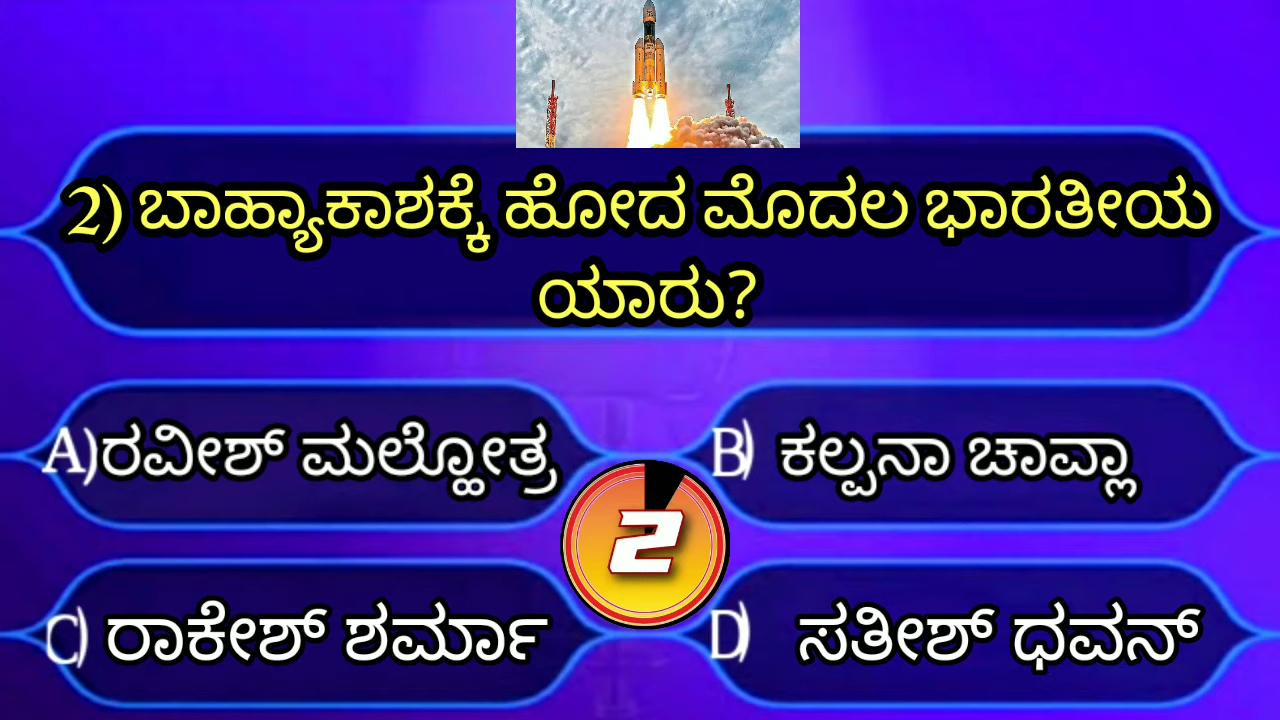 2) ಬಾಹ್ಯಾಕಾಶಕ್ಕೆ ಹೋದ ಮೊದಲ ಭಾರತೀಯ
ಯಾರು?
A)ರವೀಶ್ ಮಲ್ಹೋತ್ರ
B) ಕಲ್ಪನಾ ಚಾವ್ಲಾ
2
C) ರಾಕೇಶ್ ಶರ್ಮಾ
D) ಸತೀಶ್ ಧವನ್